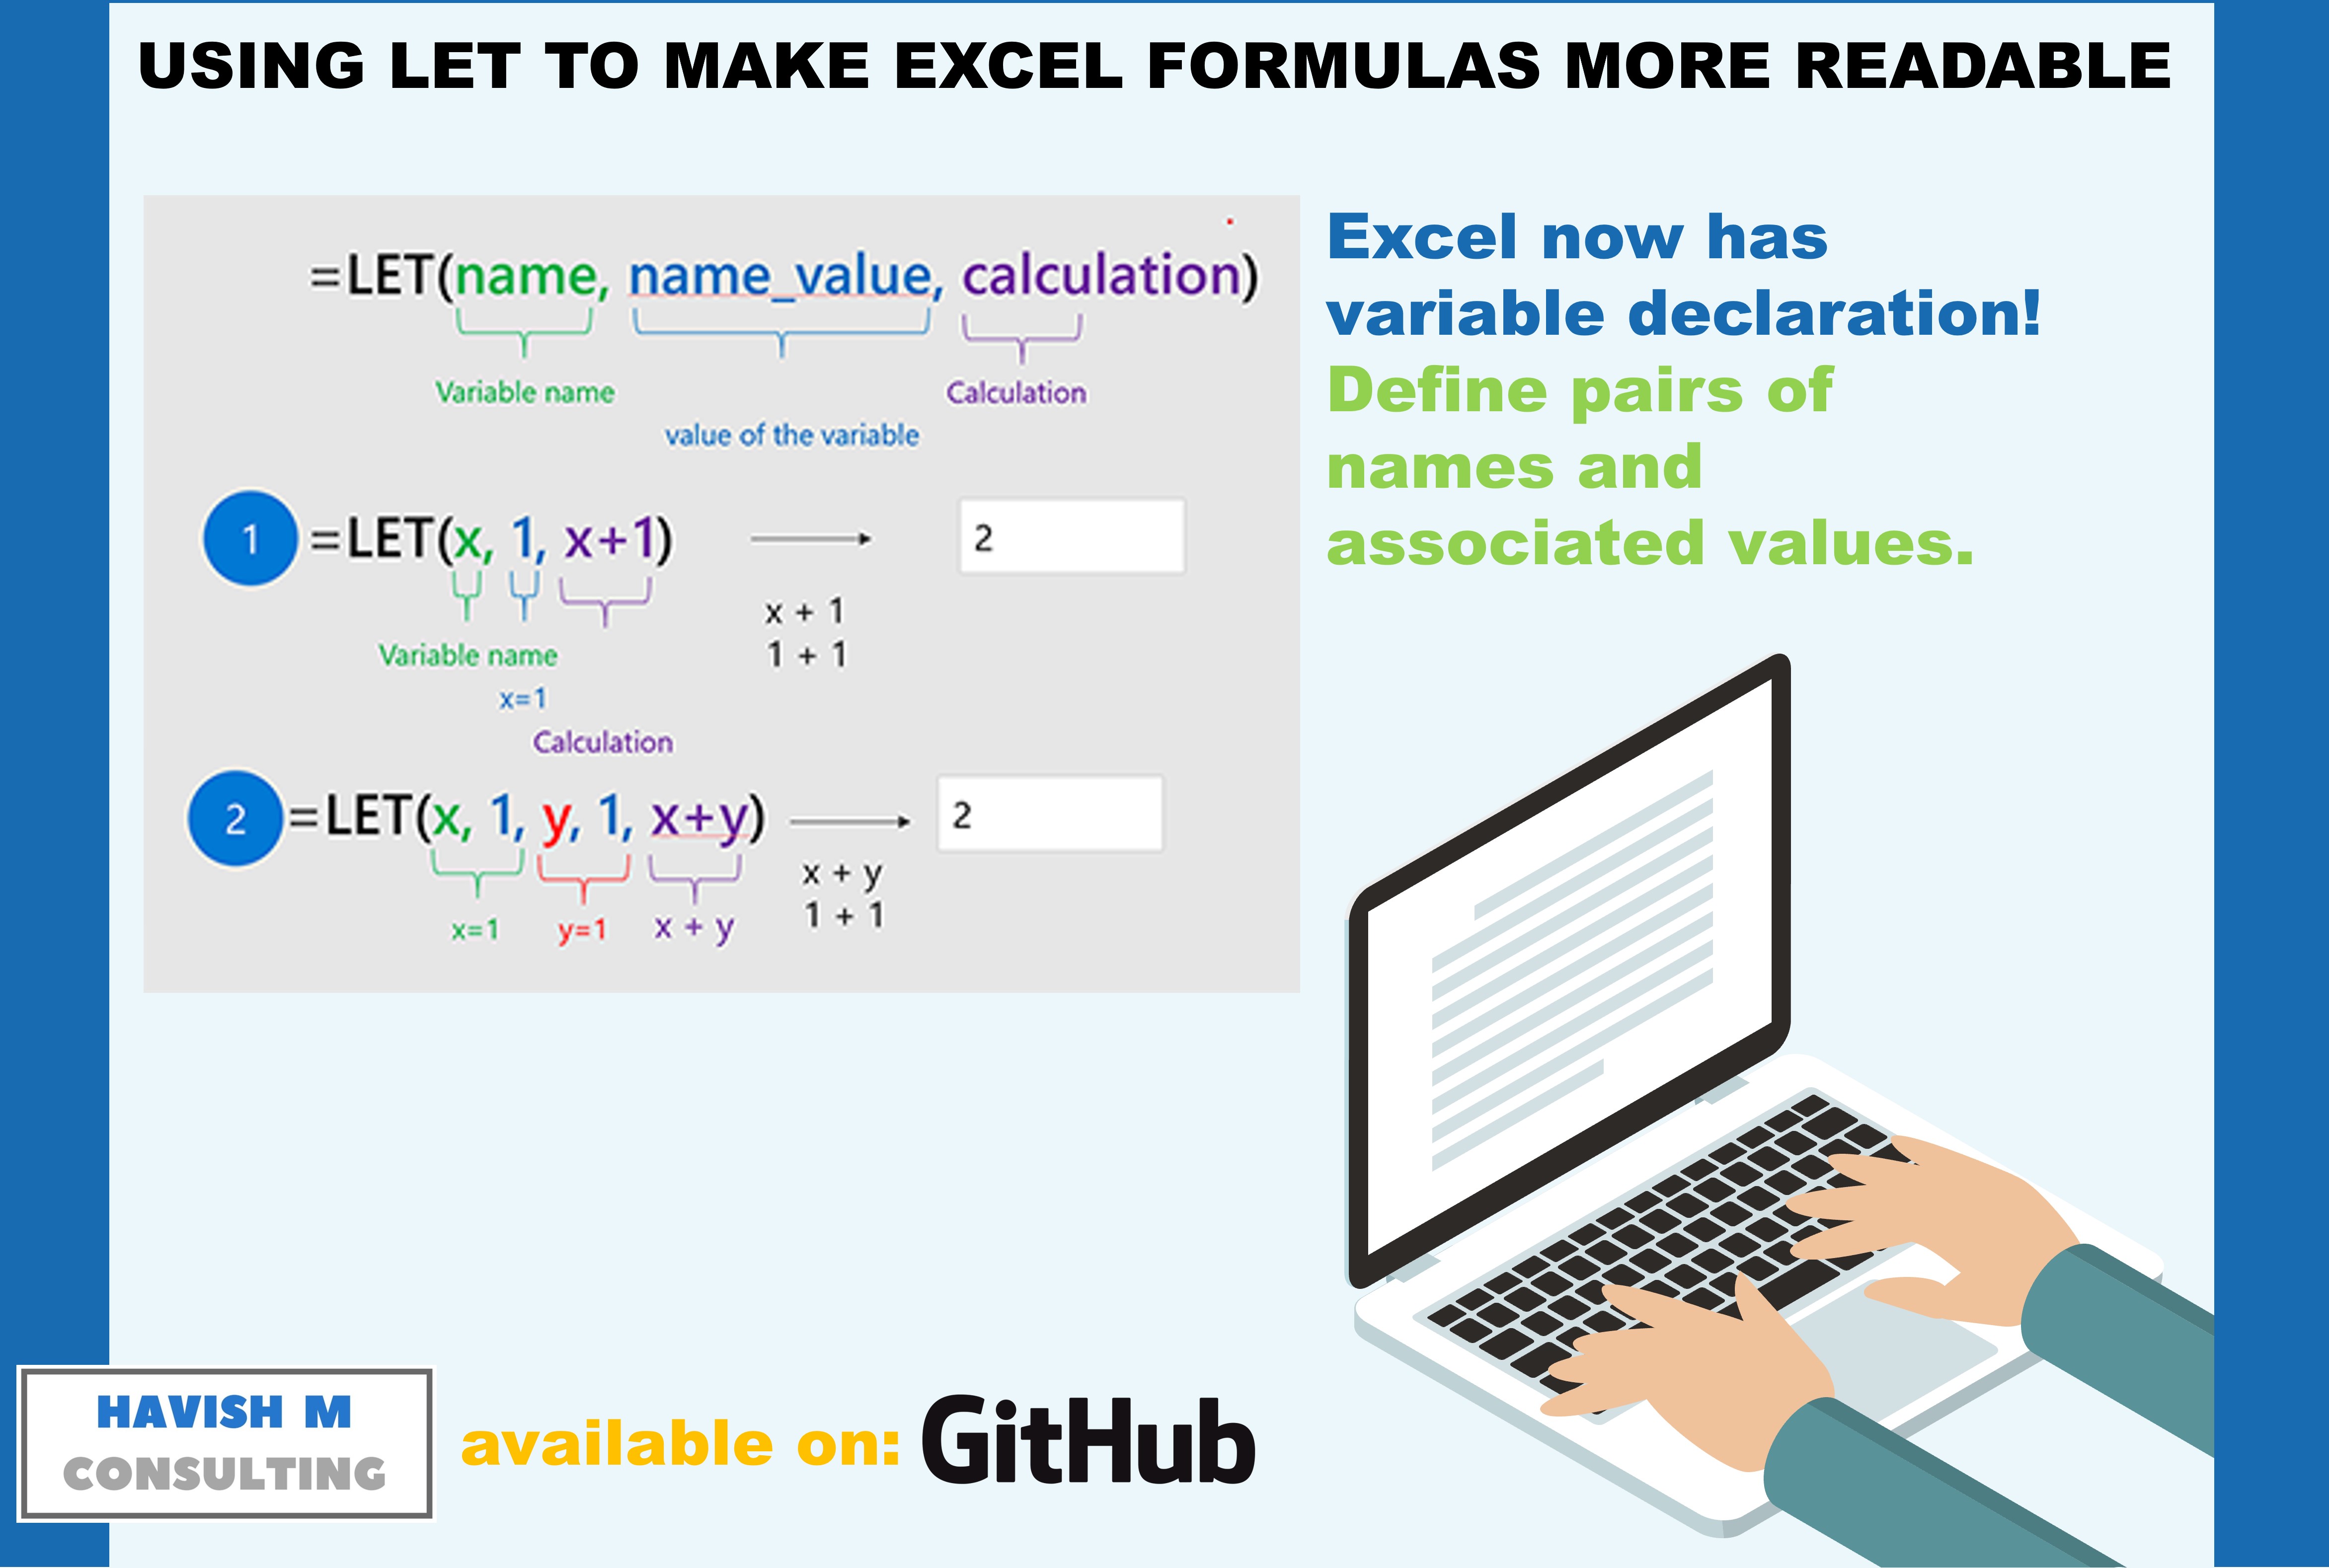 USING LET TO MAKE EXCEL FORMULAS MORE READABLE
=LET(name, name_value, calculation)
Variable name
Calculation
value of the variable
1 =LET(x, 1, x+1) 2
x + 1
1 + 1
Variable name
x=1
Calculation
2 =LET(x, 1, y, 1, x+y) 2
x + y
1 + 1
x=1 y=1 x + y
Excel now has
variable declaration!
Define pairs of
names and
associated values.
HAVISH M
CONSULTING
available on: GitHub